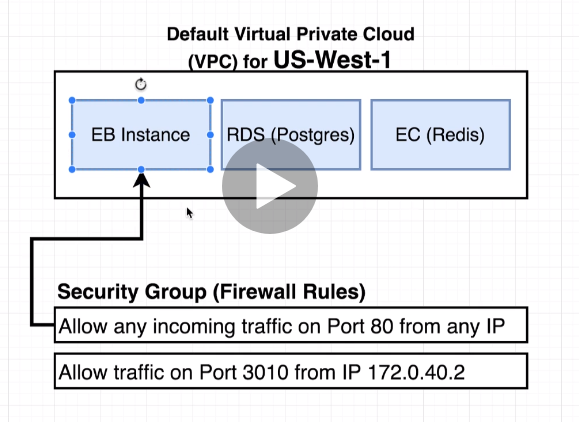 Default Virtual Private Cloud
(VPC) for US-West-1
EB Instance
RDS (Postgres)
EC (Redis)
Security Group (Firewall Rules)
Allow any incoming traffic on Port 80 from any IP
Allow traffic on Port 3010 from IP 172.0.40.2